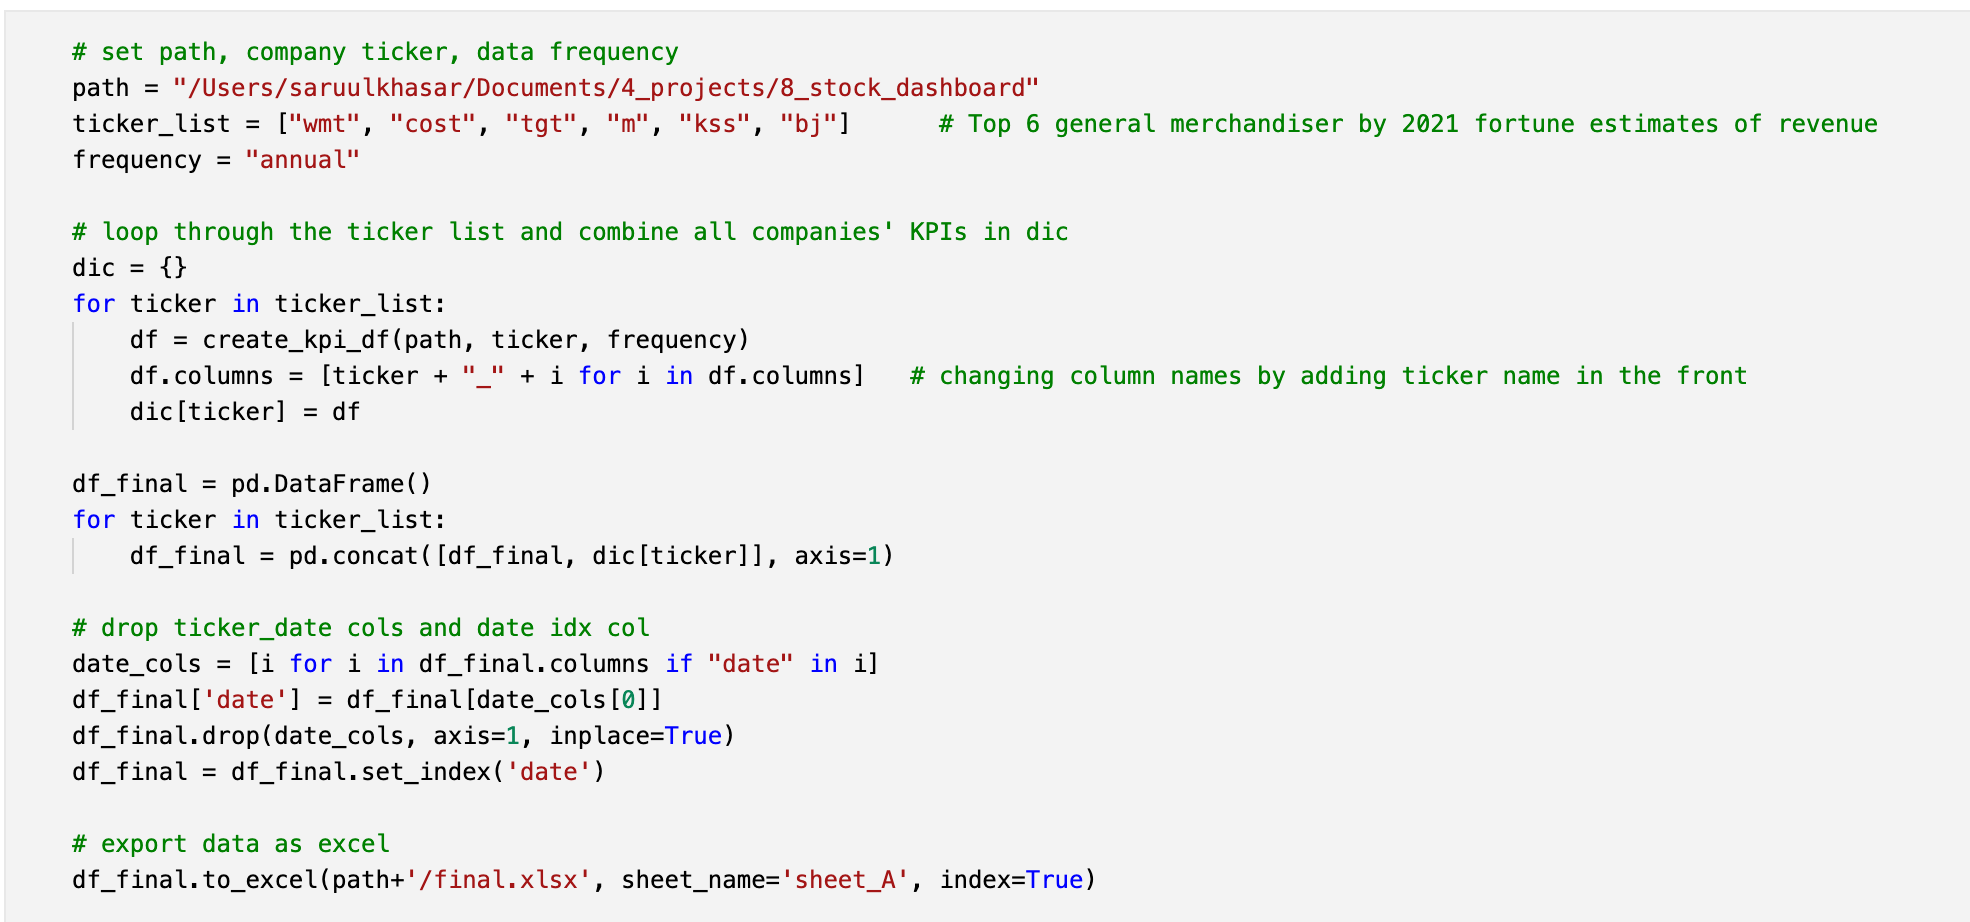 # set path, company ticker, data frequency
path = "/Users/saruulkhasar/Documents/4_projects/8_stock_dashboard"
ticker_list = ["wmt", "cost", "tgt", "m", "kss", "bj"]      # Top 6 general merchandiser by 2021 fortune estimates of revenue
frequency = "annual"

# loop through the ticker list and combine all companies' KPIs in dic
dic = {}
for ticker in ticker_list:
    df = create_kpi_df(path, ticker, frequency)
    df.columns = [ticker + "_" + i for i in df.columns]   # changing column names by adding ticker name in the front
    dic[ticker] = df

df_final = pd.DataFrame()
for ticker in ticker_list:
    df_final = pd.concat([df_final, dic[ticker]], axis=1)

# drop ticker_date cols and date idx col
date_cols = [i for i in df_final.columns if "date" in i]
df_final['date'] = df_final[date_cols[0]]
df_final.drop(date_cols, axis=1, inplace=True)
df_final = df_final.set_index('date')

# export data as excel
df_final.to_excel(path+'/final.xlsx', sheet_name='sheet_A', index=True)